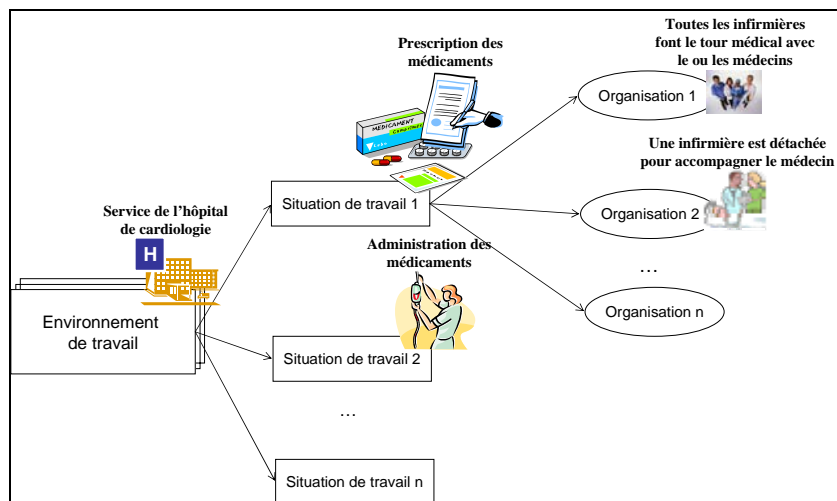 Toutes les infirmières
font le tour médical avec
le ou les médecins
Prescription des
médicaments
Organisation 1
MEDICAMENT
Une infirmière est détachée
pour accompagner le médecin
Situation de travail 1
Organisation 2
Service de l'hôpital
de cardiologie
H
Administration des
médicaments
…
Environnement
de travail
Organisation n
Situation de travail 2
…
Situation de travail n